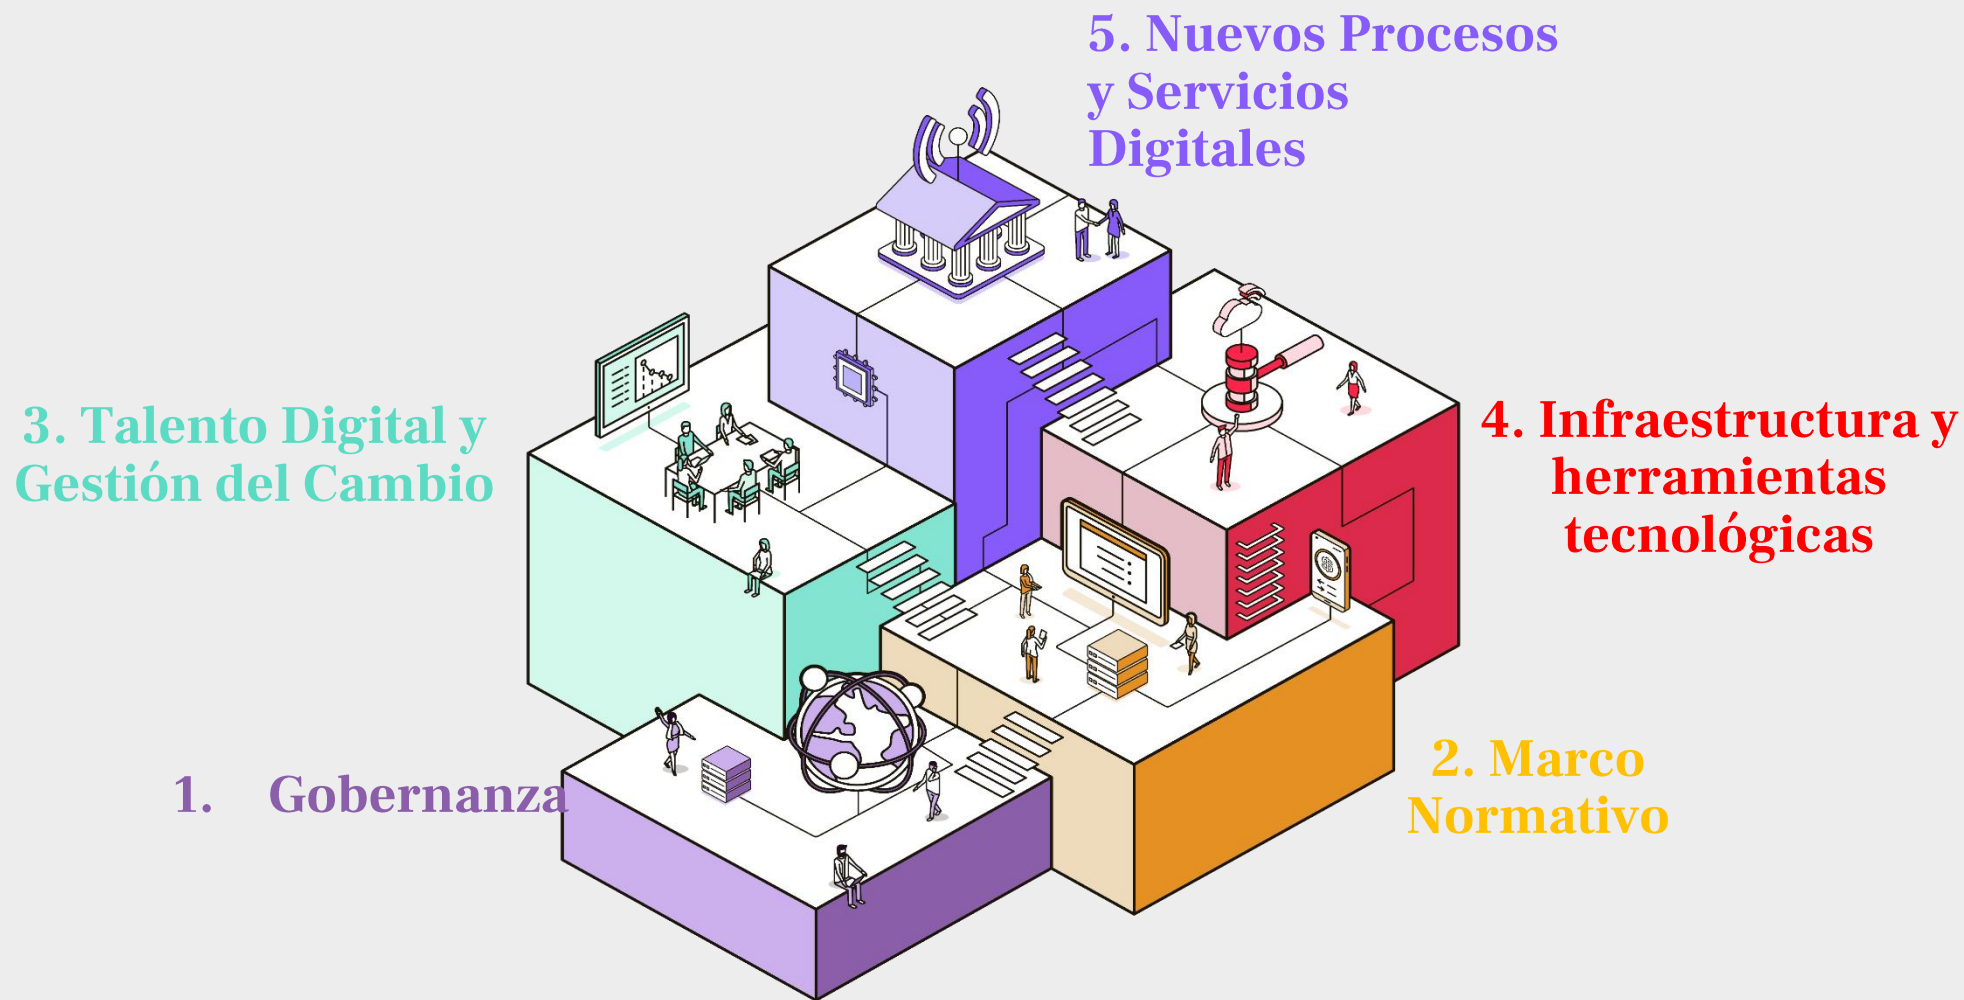 5. Nuevos Procesos
y Servicios
Digitales
3. Talento Digital y
Gestión del Cambio
4. Infraestructura y
herramientas
tecnológicas
1. Gobernanza
2. Marco
Normativo